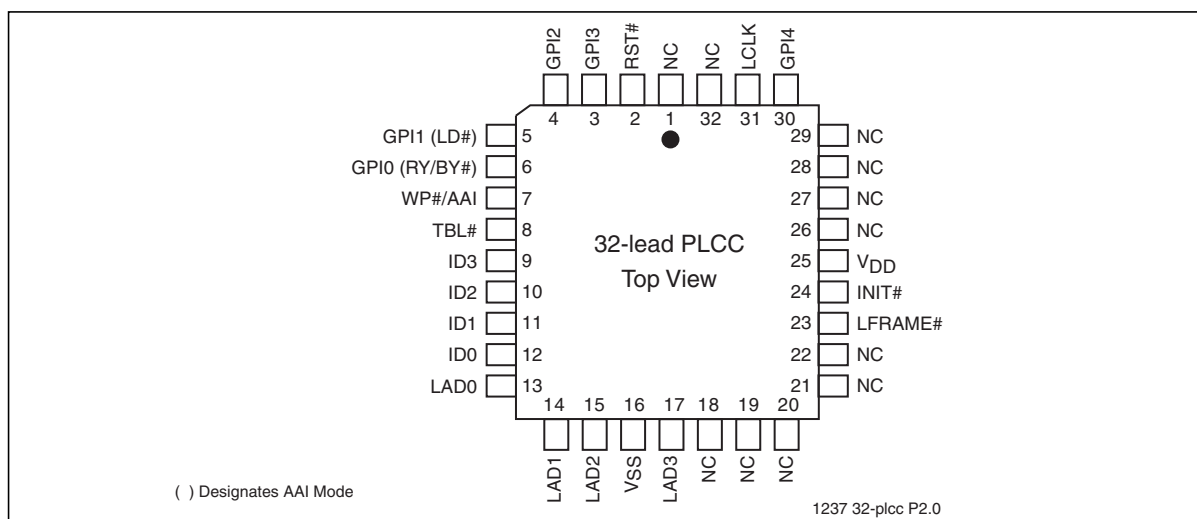 GPI2 GPI3 RST# NC NC LCLK GPI4
4 3 2 1 32 31 30
GPI1 (LD#) 5
GPI0 (RY/BY#) 6
WP#/AAI 7
TBL# 8
ID3 9
ID2 10
ID1 11
ID0 12
LAD0 13
32-lead PLCC
Top View
29 NC
28 NC
27 NC
26 NC
25 VDD
24 INIT#
23 LFRAME#
22 NC
21 NC
14 15 16 17 18 19 20
LAD1 LAD2 VSS LAD3 NC NC NC
( ) Designates AAI Mode
1237 32-plcc P2.0